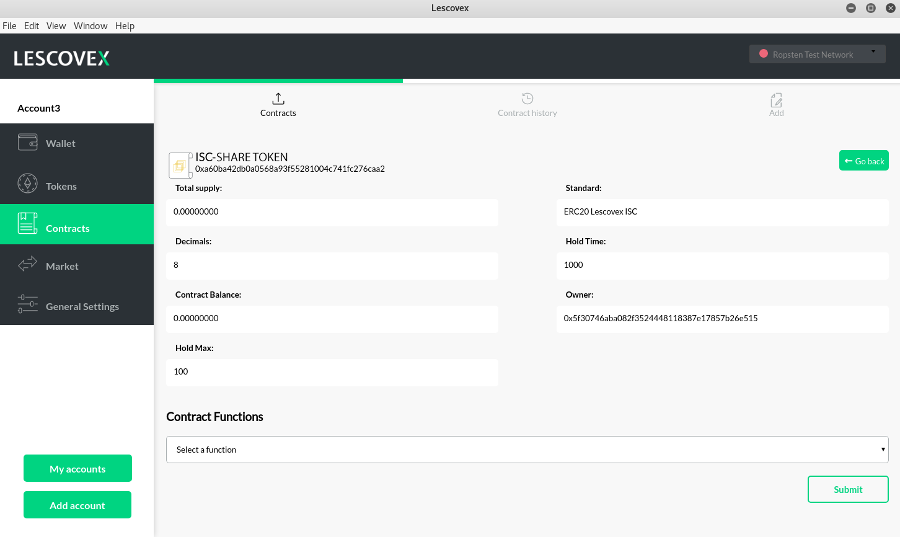 Lescovex
File Edit View Window Help
LESCOVEX
Ropsten Test Network
Account3
Wallet
Tokens
Contracts
Market
General Settings
My accounts
Add account
Contracts
Contract history
Add
ISC-SHARE TOKEN
0xa60ba42db0a0568a93f55281004c741fc276caa2
← Go back
Total supply:
0.00000000
Standard:
ERC20 Lescovex ISC
Decimals:
8
Hold Time:
1000
Contract Balance:
0.00000000
Owner:
0x5f30746aba082f3524448118387e17857b26e515
Hold Max:
100
Contract Functions
Select a function
Submit